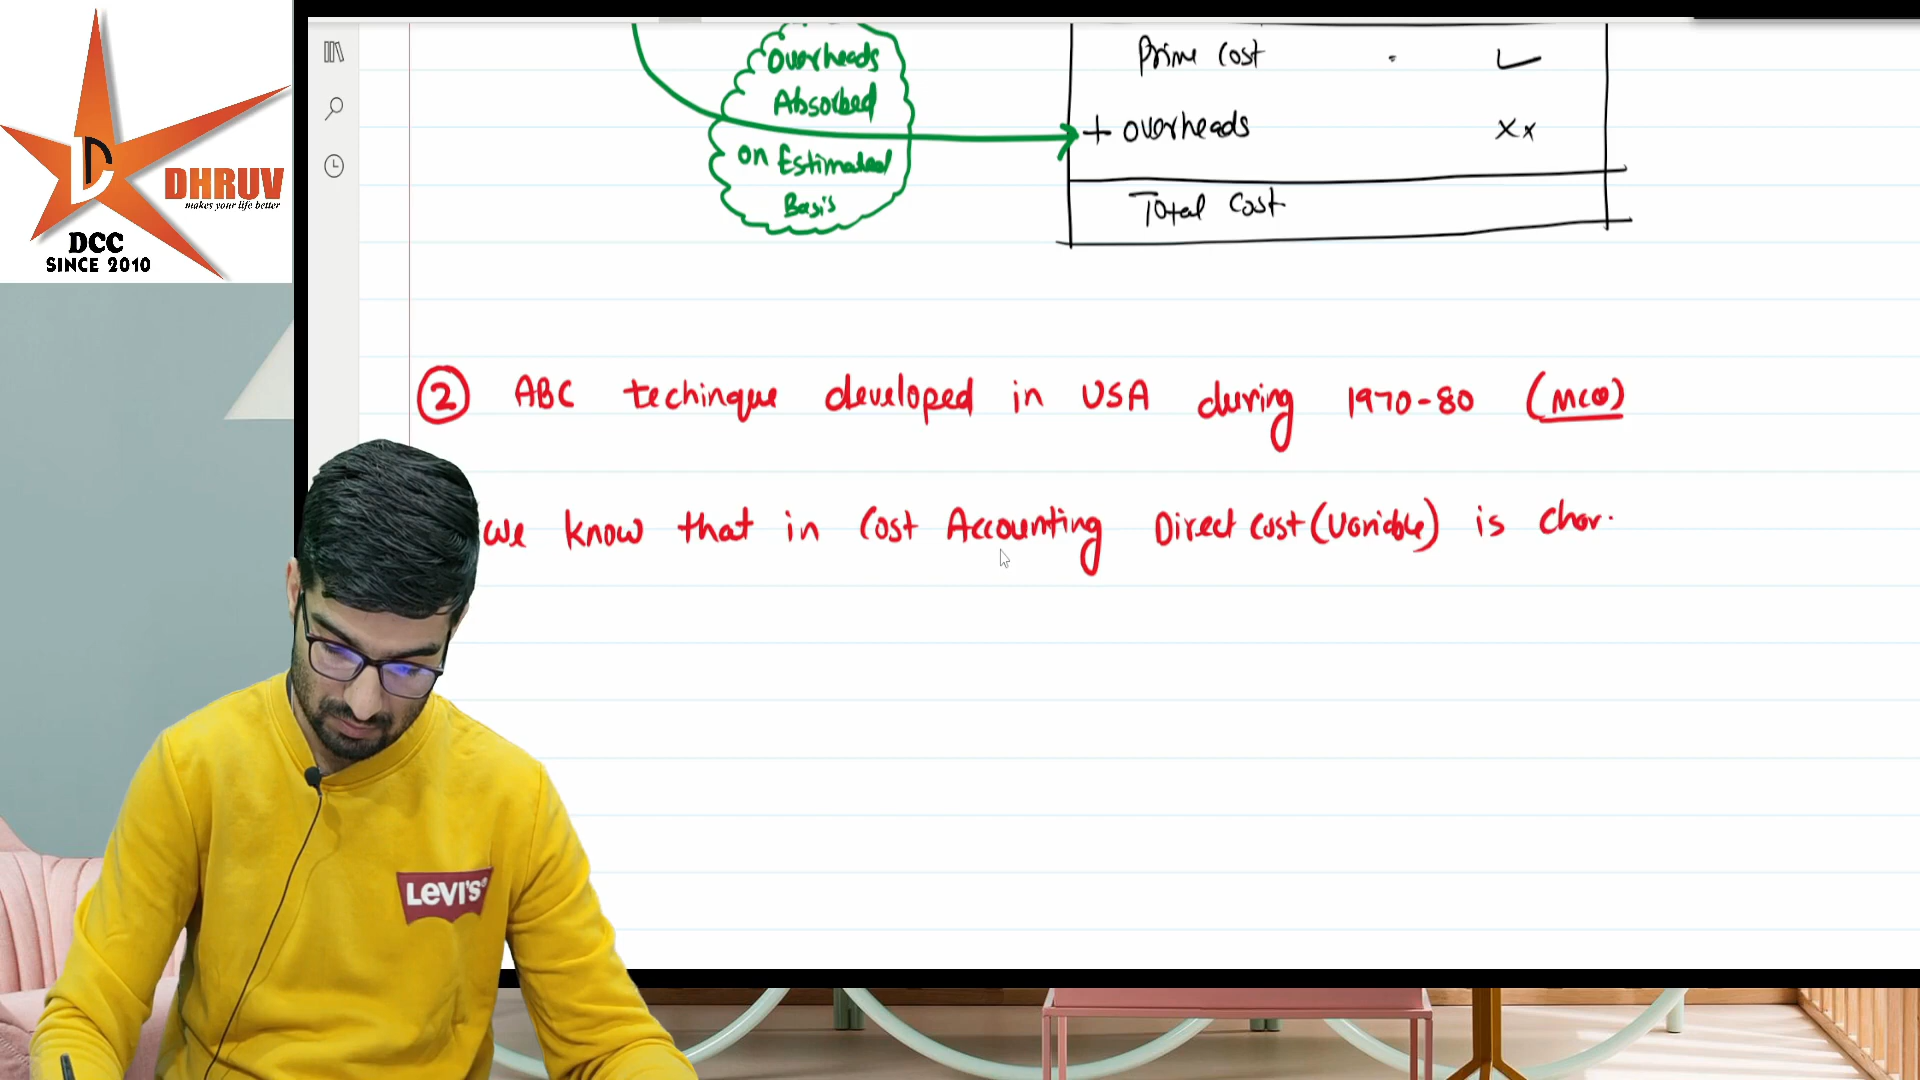 DHRUV
makes your life better
DCC
SINCE 2010
Overheads
Absorbed
on Estimated
Basis
Prime Cost
+ overheads xx
Total Cost
② ABC techinque developed in USA during 1970-80 (MCQ)
we know that in Cost Accounting Direct Cost (Variable) is char.
LEVI'S